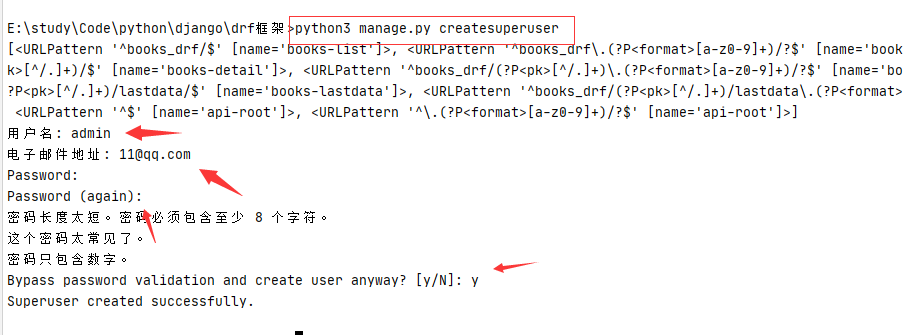 E:\study\Code\python\django\drf框架>python3 manage.py createsuperuser
[<URLPattern '^books_drf/$' [name='books-list']>, <URLPattern '^books_drf\.(?P<format>[a-z0-9]+)/?$' [name='book
k>[^/.]+)/$' [name='books-detail']>, <URLPattern '^books_drf/(?P<pk>[^/.]+)\.(?P<format>[a-z0-9]+)/?$' [name='bo
?P<pk>[^/.]+)/lastdata/$' [name='books-lastdata']>, <URLPattern '^books_drf/(?P<pk>[^/.]+)/lastdata\.(?P<format>
<URLPattern '^$' [name='api-root']>, <URLPattern '^\.(?P<format>[a-z0-9]+)/?$' [name='api-root']>]
用户名: admin
电子邮件地址: 11@qq.com
Password:
Password (again):
密码长度太短。密码必须包含至少 8 个字符。
这个密码太常见了。
密码只包含数字。
Bypass password validation and create user anyway? [y/N]: y
Superuser created successfully.